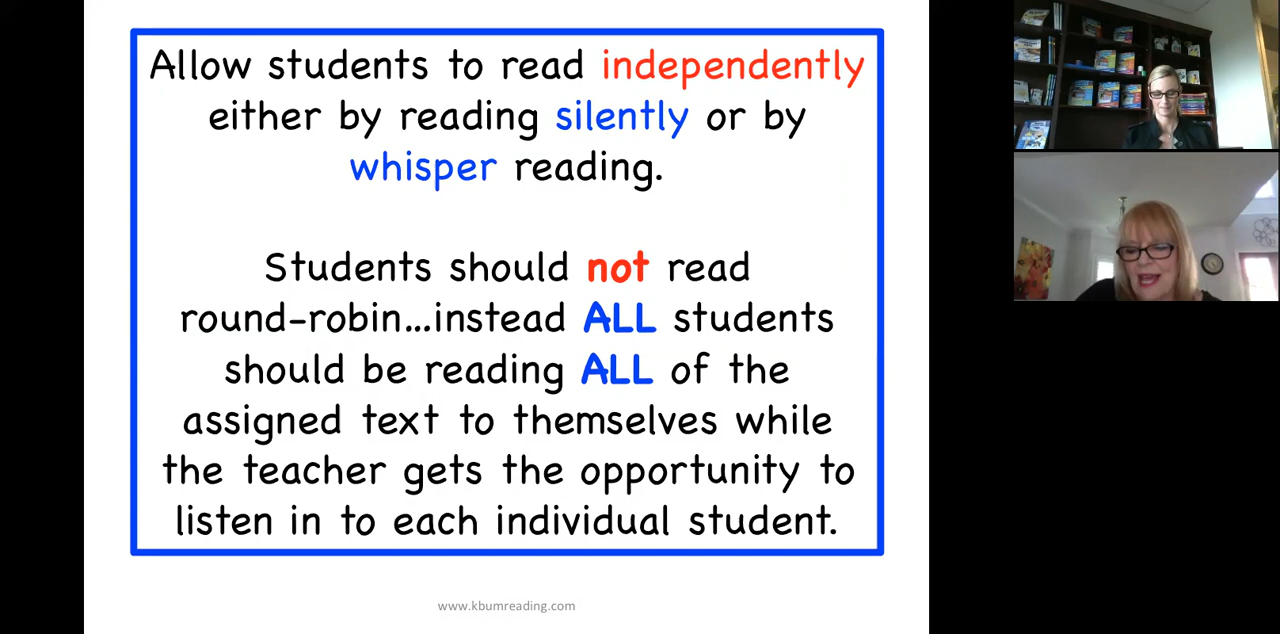 Allow students to read independently
either by reading silently or by
whisper reading.
Students should not read
round-robin...instead ALL students
should be reading ALL of the
assigned text to themselves while
the teacher gets the opportunity to
listen in to each individual student.
www.kbumreading.com